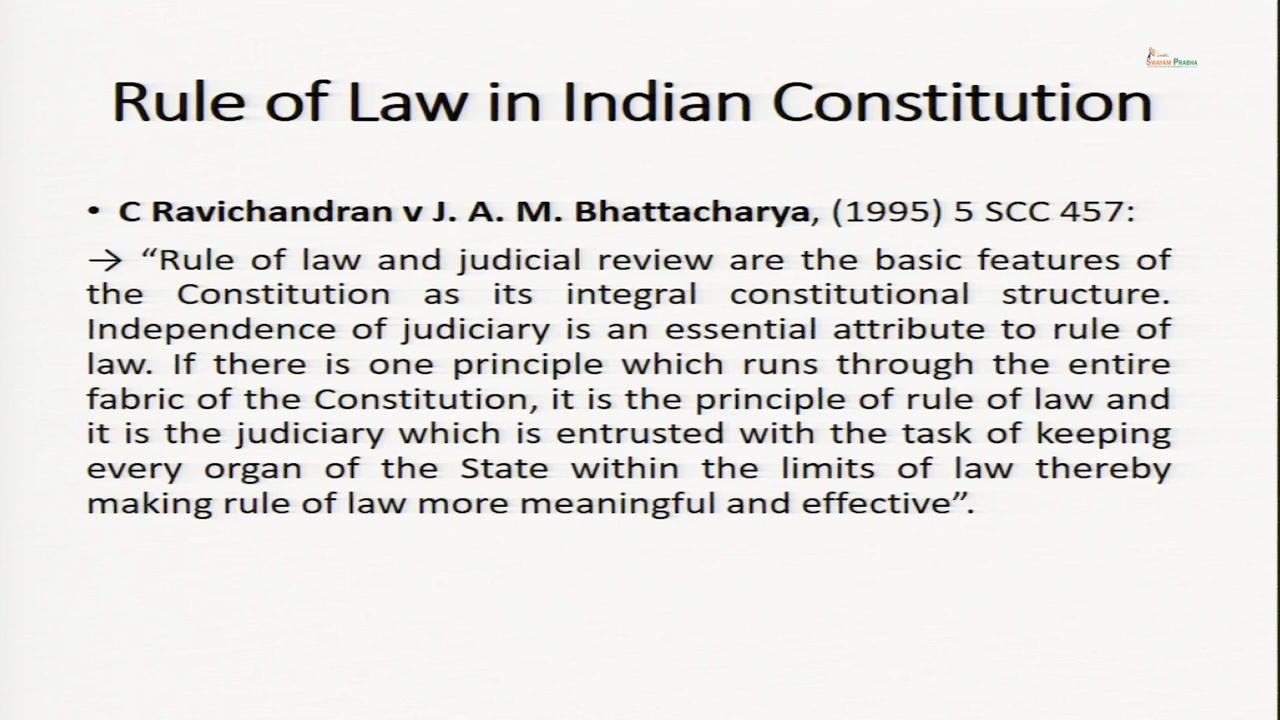 SWAYAM PRABHA
Rule of Law in Indian Constitution
• C Ravichandran v J. A. M. Bhattacharya, (1995) 5 SCC 457:
→ “Rule of law and judicial review are the basic features of
the Constitution as its integral constitutional structure.
Independence of judiciary is an essential attribute to rule of
law. If there is one principle which runs through the entire
fabric of the Constitution, it is the principle of rule of law and
it is the judiciary which is entrusted with the task of keeping
every organ of the State within the limits of law thereby
making rule of law more meaningful and effective”.